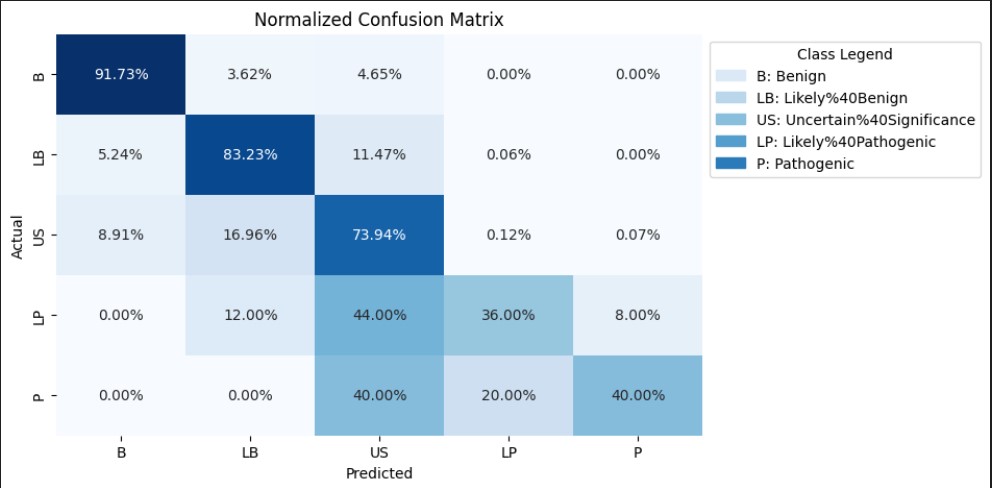 Normalized Confusion Matrix
B 91.73% 3.62% 4.65% 0.00% 0.00%
LB 5.24% 83.23% 11.47% 0.06% 0.00%
US 8.91% 16.96% 73.94% 0.12% 0.07%
LP 0.00% 12.00% 44.00% 36.00% 8.00%
P 0.00% 0.00% 40.00% 20.00% 40.00%
Actual
B LB US LP P
Predicted
Class Legend
B: Benign
LB: Likely%40Benign
US: Uncertain%40Significance
LP: Likely%40Pathogenic
P: Pathogenic